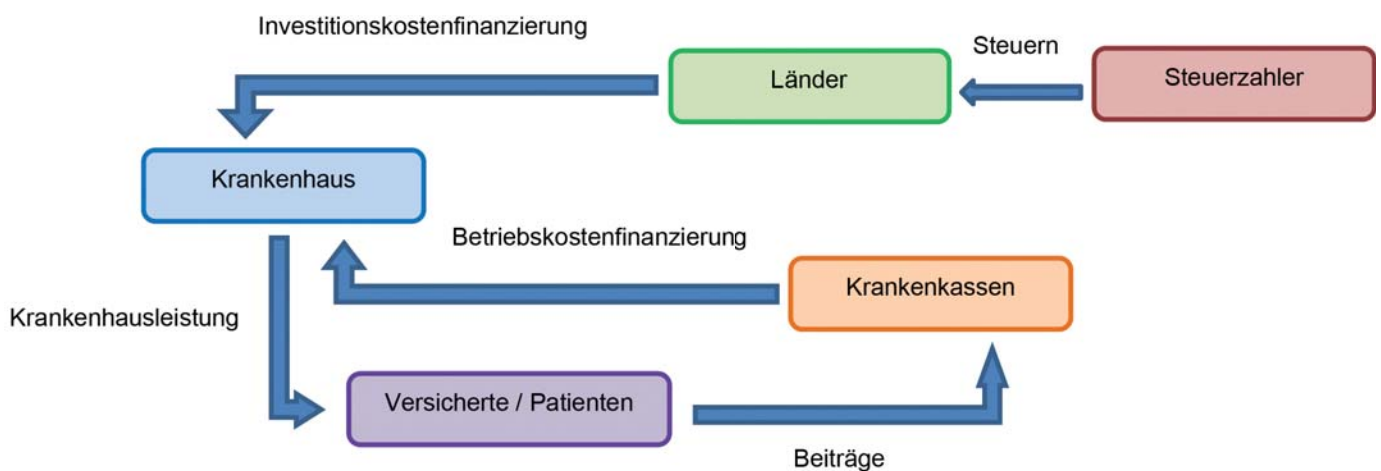 Investitionskostenfinanzierung
Steuern
Länder
Steuerzahler
Krankenhaus
Betriebskostenfinanzierung
Krankenkassen
Krankenhausleistung
Versicherte / Patienten
Beiträge